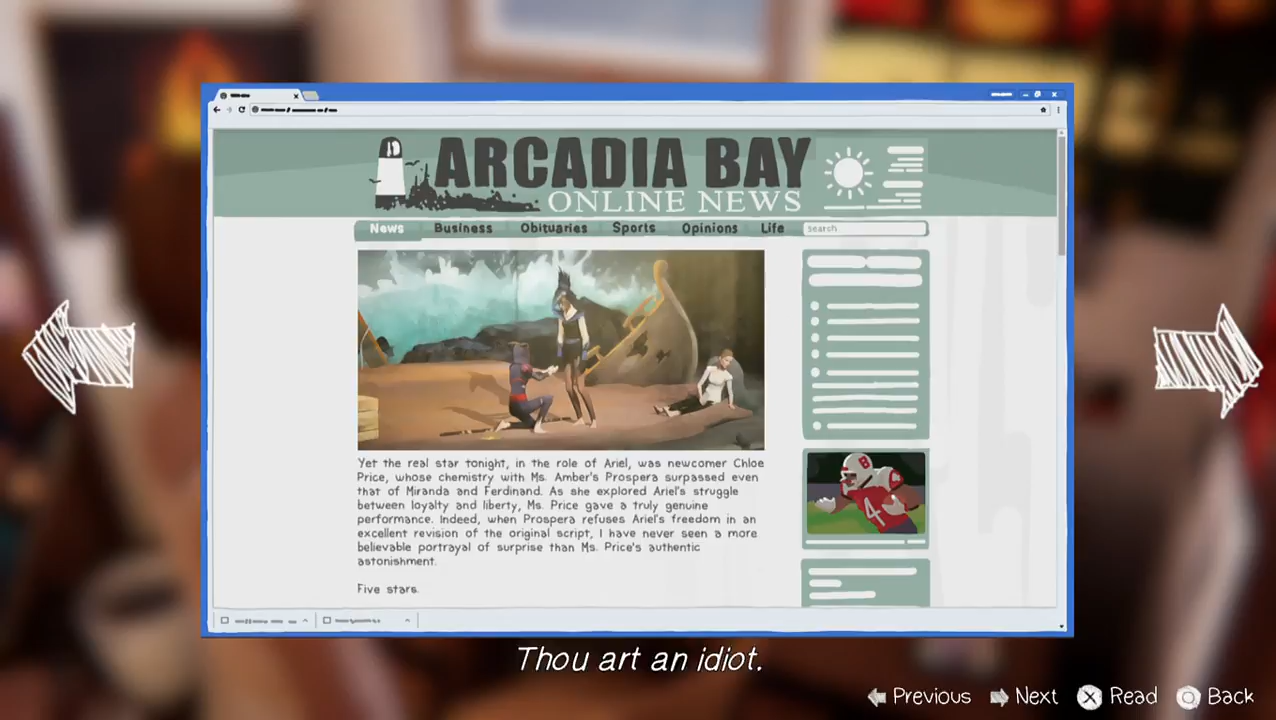 ARCADIA BAY
ONLINE NEWS
News Business Obituaries Sports Opinions Life search
Yet the real star tonight, in the role of Ariel, was newcomer Chloe
Price, whose chemistry with Ms. Amber's Prospera surpassed even
that of Miranda and Ferdinand. As she explored Ariel's struggle
between loyalty and liberty, Ms. Price gave a truly genuine
performance. Indeed, when Prospera refuses Ariel's freedom in an
excellent revision of the original script, I have never seen a more
believable portrayal of surprise than Ms. Price's authentic
astonishment.
Five stars.
B
4
Thou art an idiot.
Previous Next Read Back